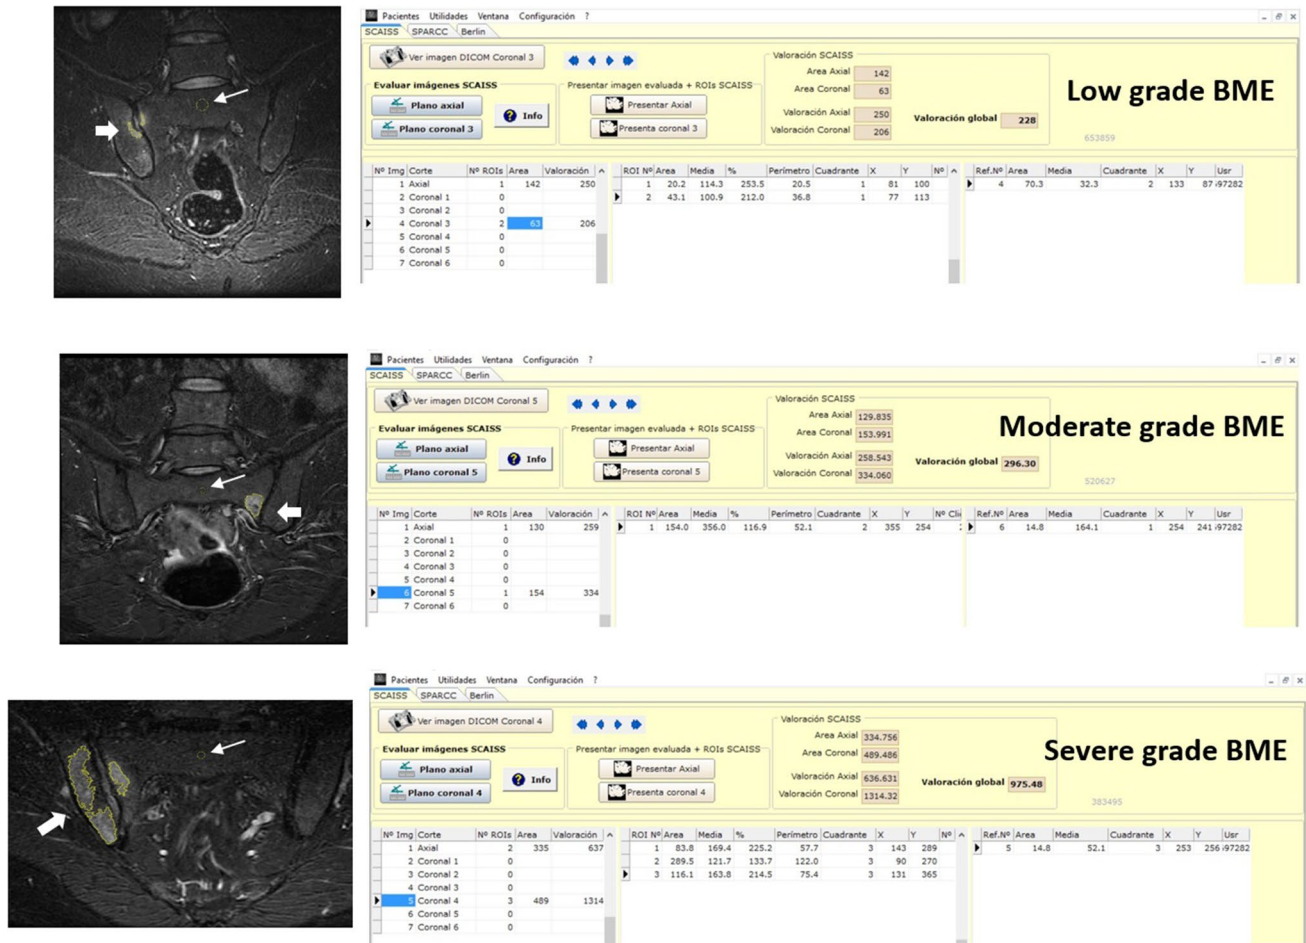 Pacientes Utilidades Ventana Configuración ?
SCAISS SPARCC Berlin
Ver imagen DICOM Coronal 3
Evaluar imágenes SCAISS
Plano axial
Plano coronal 3
Info
Presentar imagen evaluada + ROIs SCAISS
Presentar Axial
Presenta coronal 3
Valoración SCAISS
Area Axial 142
Area Coronal 63
Valoración Axial 250
Valoración Coronal 206
Valoración global 228
Low grade BME
653859
Nº Img Corte Nº ROIs Area Valoración
1 Axial 1 142 250
2 Coronal 1 0
3 Coronal 2 0
4 Coronal 3 2 63 206
5 Coronal 4 0
6 Coronal 5 0
7 Coronal 6 0
ROI Nº Area Media % Perímetro Cuadrante X Y Nº
1 20.2 114.3 253.5 20.5 1 81 100
2 43.1 100.9 212.0 36.8 1 77 113
Ref.Nº Area Media Cuadrante X Y Usr
4 70.3 32.3 2 133 87 ›97282
Pacientes Utilidades Ventana Configuración ?
SCAISS SPARCC Berlin
Ver imagen DICOM Coronal 5
Evaluar imágenes SCAISS
Plano axial
Plano coronal 5
Info
Presentar imagen evaluada + ROIs SCAISS
Presentar Axial
Presenta coronal 5
Valoración SCAISS
Area Axial 129.835
Area Coronal 153.991
Valoración Axial 258.543
Valoración Coronal 334.060
Valoración global 296.30
Moderate grade BME
520627
Nº Img Corte Nº ROIs Area Valoración
1 Axial 1 130 259
2 Coronal 1 0
3 Coronal 2 0
4 Coronal 3 0
5 Coronal 4 0
6 Coronal 5 1 154 334
7 Coronal 6 0
ROI Nº Area Media % Perímetro Cuadrante X Y Nº Cli
1 154.0 356.0 116.9 52.1 2 355 254
Ref.Nº Area Media Cuadrante X Y Usr
6 14.8 164.1 1 254 241 ›97282
Pacientes Utilidades Ventana Configuración ?
SCAISS SPARCC Berlin
Ver imagen DICOM Coronal 4
Evaluar imágenes SCAISS
Plano axial
Plano coronal 4
Info
Presentar imagen evaluada + ROIs SCAISS
Presentar Axial
Presenta coronal 4
Valoración SCAISS
Area Axial 334.756
Area Coronal 489.486
Valoración Axial 636.631
Valoración Coronal 1314.32
Valoración global 975.48
Severe grade BME
383495
Nº Img Corte Nº ROIs Area Valoración
1 Axial 2 335 637
2 Coronal 1 0
3 Coronal 2 0
4 Coronal 3 0
5 Coronal 4 3 489 1314
6 Coronal 5 0
7 Coronal 6 0
ROI Nº Area Media % Perímetro Cuadrante X Y Nº
1 83.8 169.4 225.2 57.7 3 143 289
2 289.5 121.7 133.7 122.0 3 90 270
3 116.1 163.8 214.5 75.4 3 131 365
Ref.Nº Area Media Cuadrante X Y Usr
5 14.8 52.1 3 253 256 ›97282